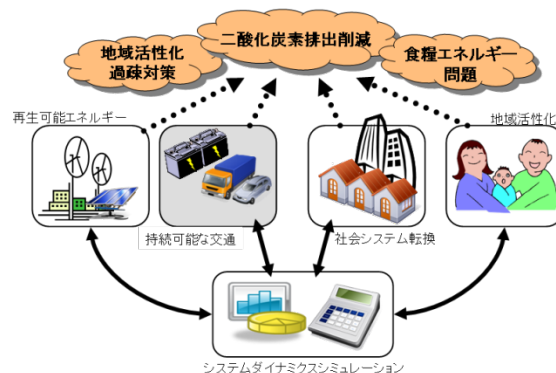 地域活性化
過疎対策
二酸化炭素排出削減
食糧エネルギー
問題
再生可能エネルギー
地域活性化
持続可能な交通
社会システム転換
システムダイナミクスシミュレーション